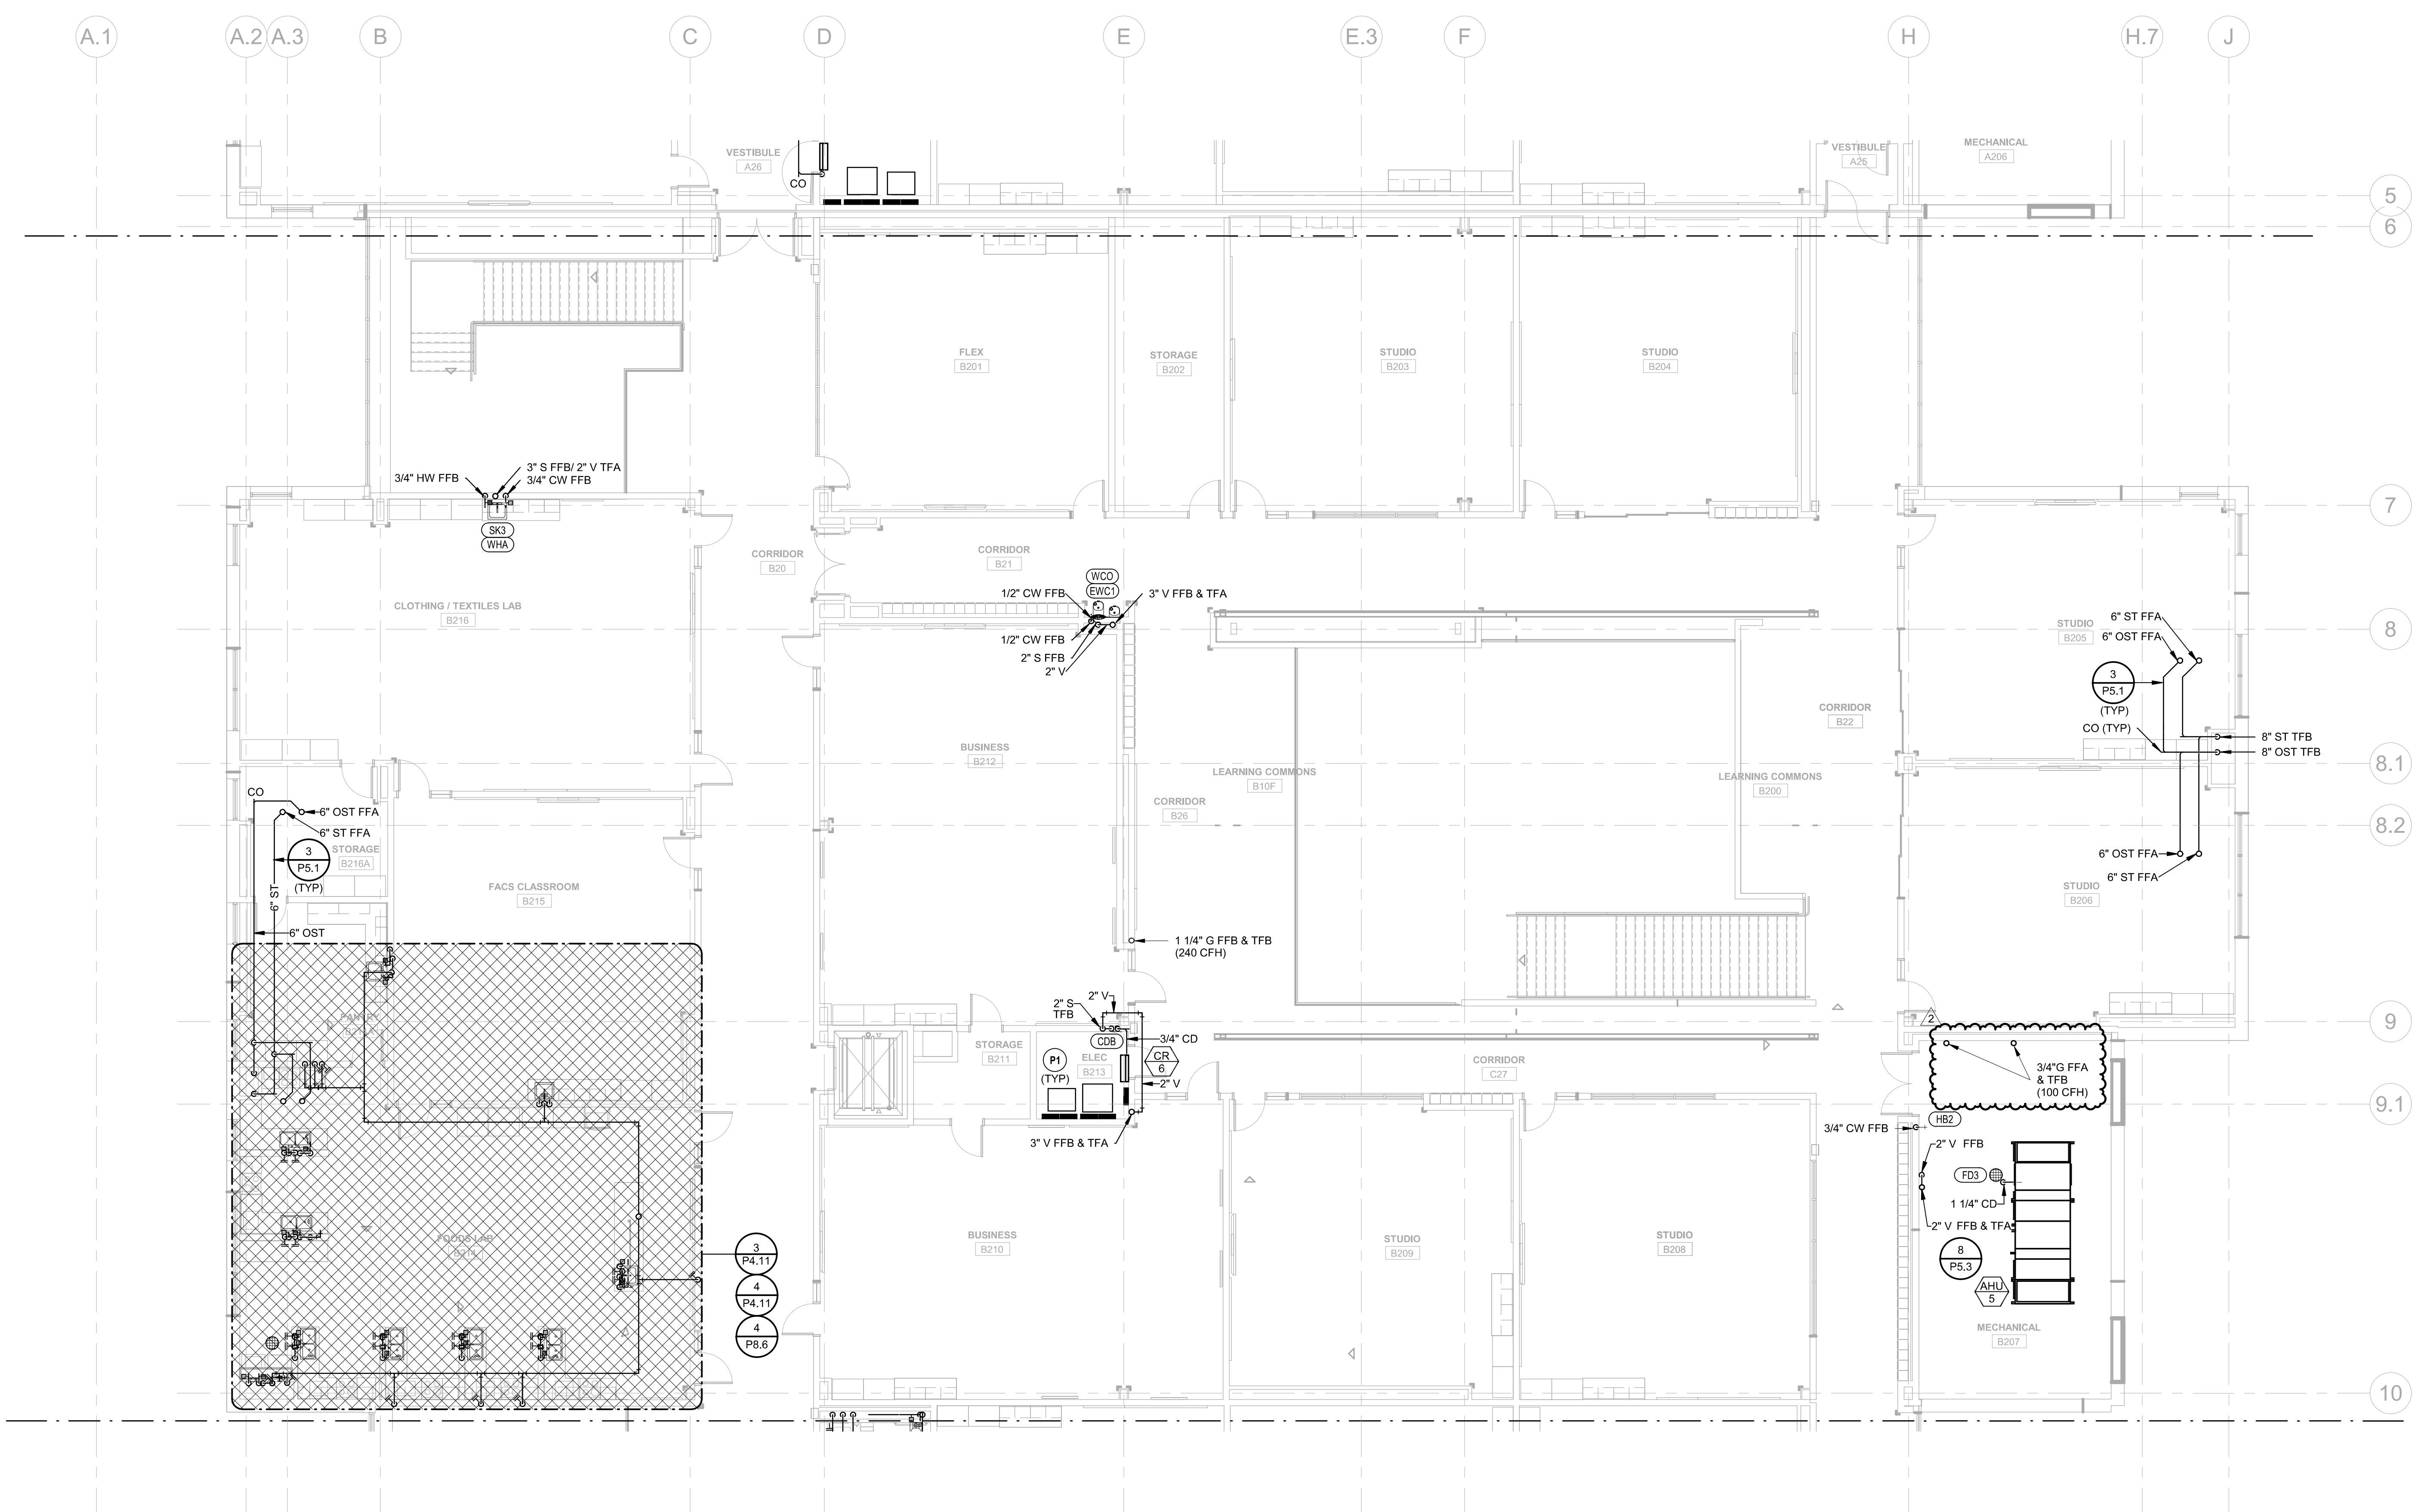 A.1
A.2
A.3
B
C
D
E
E.3
F
H
H.7
J
VESTIBULE
A26
CO
VESTIBULE
A25
MECHANICAL
A206
5
6
FLEX
B201
STORAGE
B202
STUDIO
B203
STUDIO
B204
3/4" HW FFB
3" S FFB/ 2" V TFA
3/4" CW FFB
SK3
WHA
7
CORRIDOR
B20
CORRIDOR
B21
WCO
EWC1
1/2" CW FFB
3" V FFB & TFA
1/2" CW FFB
2" S FFB
2" V
CLOTHING / TEXTILES LAB
B216
8
STUDIO
B205
6" ST FFA
6" OST FFA
3
P5.1
(TYP)
CO (TYP)
8" ST TFB
8" OST TFB
CORRIDOR
B22
BUSINESS
B212
LEARNING COMMONS
B10F
LEARNING COMMONS
B200
8.1
CORRIDOR
B26
CO
6" OST FFA
6" ST FFA
8.2
3
P5.1
(TYP)
STORAGE
B216A
6" ST
6" OST
FACS CLASSROOM
B215
6" OST FFA
6" ST FFA
STUDIO
B206
1 1/4" G FFB & TFB
(240 CFH)
PANTRY
2" V
2" S
TFB
CDB
3/4" CD
STORAGE
B211
P1
(TYP)
ELEC
B213
CR
6
2" V
3" V FFB & TFA
CORRIDOR
C27
2
9
3/4"G FFA
& TFB
(100 CFH)
9.1
HB2
3/4" CW FFB
2" V FFB
FD3
1 1/4" CD
2" V FFB & TFA
8
P5.3
AHU
5
MECHANICAL
B207
FOODS LAB
B214
3
P4.11
4
P4.11
4
P8.6
BUSINESS
B210
STUDIO
B209
STUDIO
B208
10